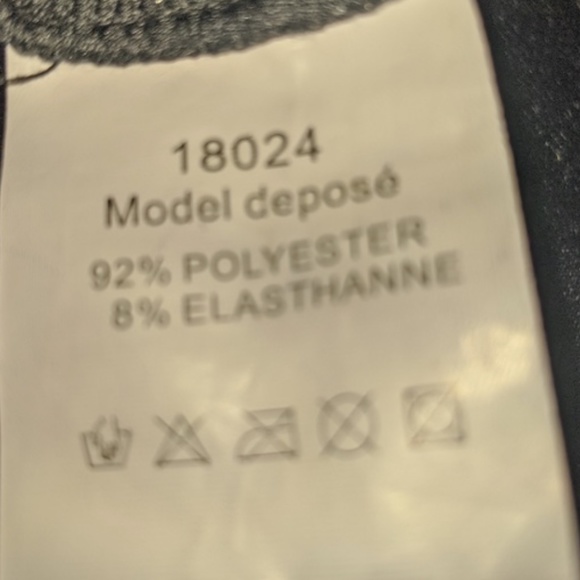 18024
Model deposé
92% POLYESTER
8% ELASTHANNE